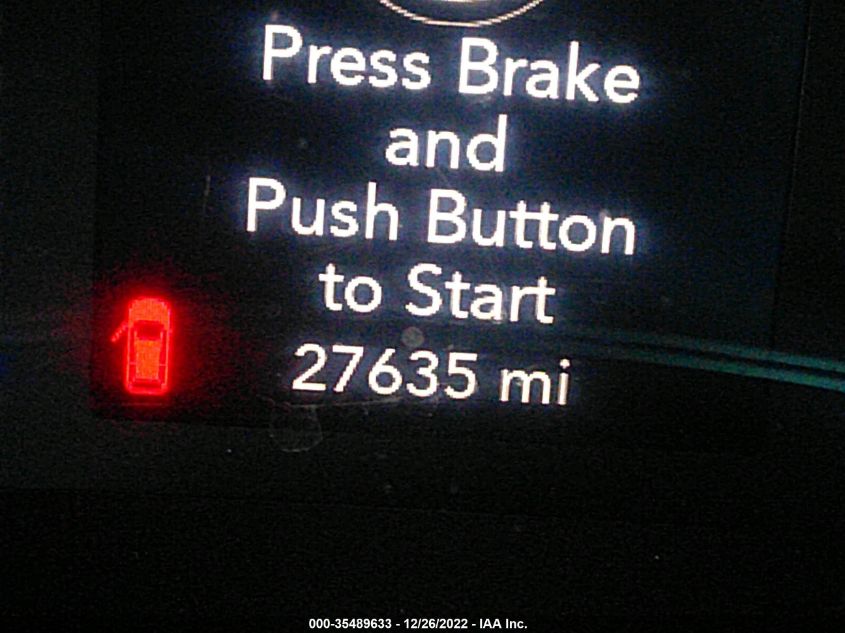 Press Brake
and
Push Button
to Start
27635 mi
000-35489633 - 12/26/2022 - IAA Inc.